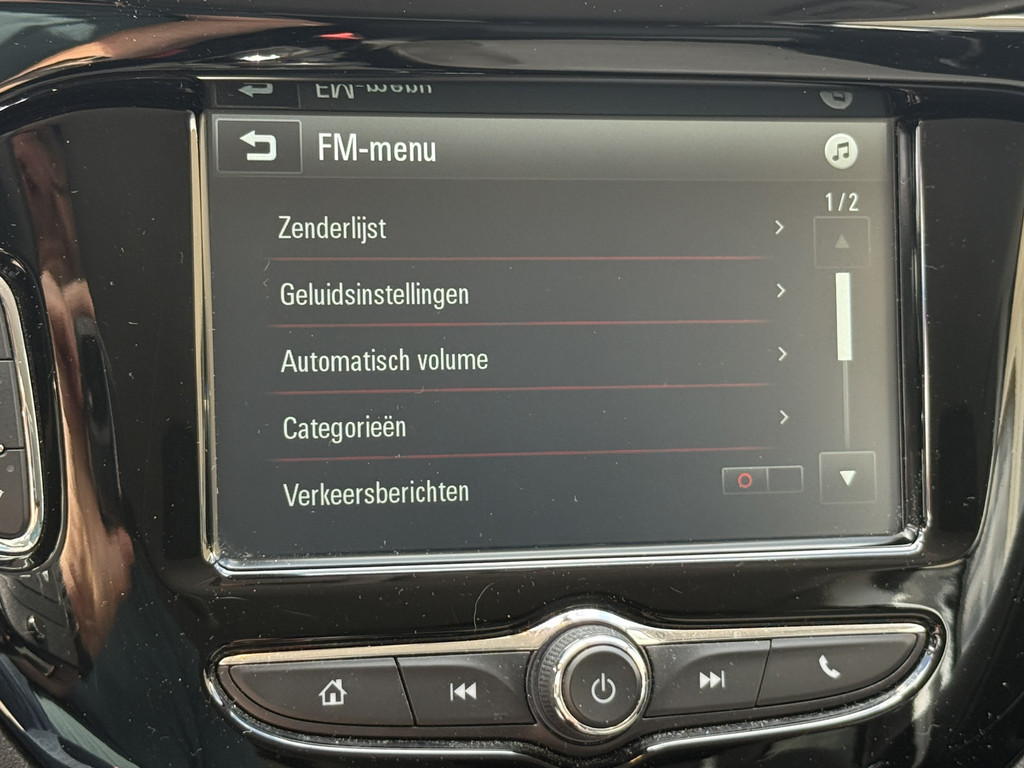 FM-menu
1/2
Zenderlijst
Geluidsinstellingen
Automatisch volume
Categorieën
Verkeersberichten